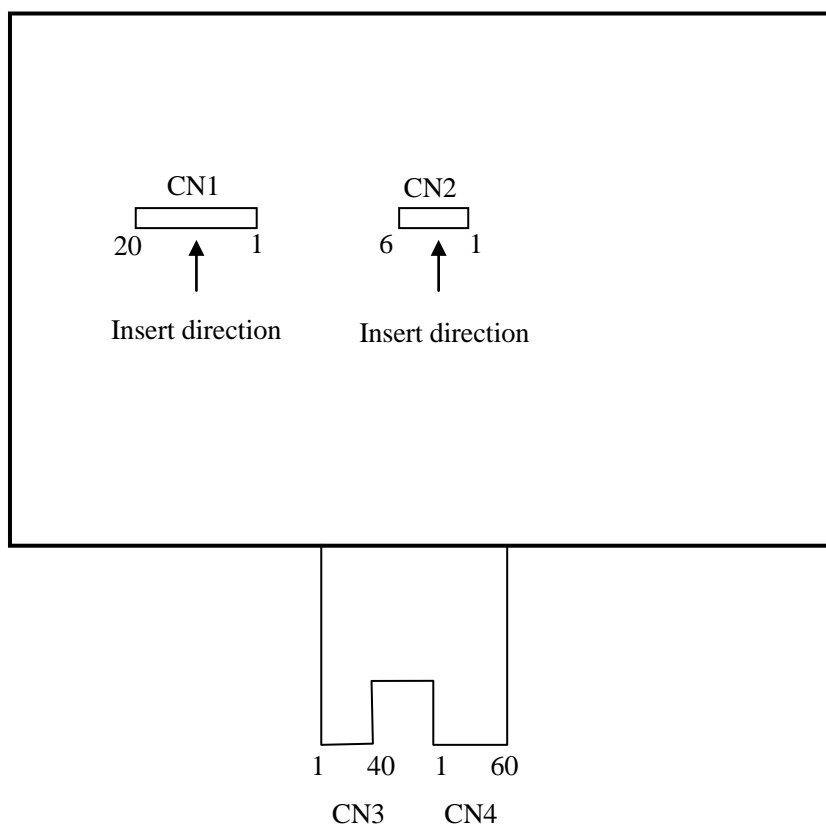 CN1 CN2
20 1 6 1
Insert direction Insert direction
1 40 1 60
CN3 CN4